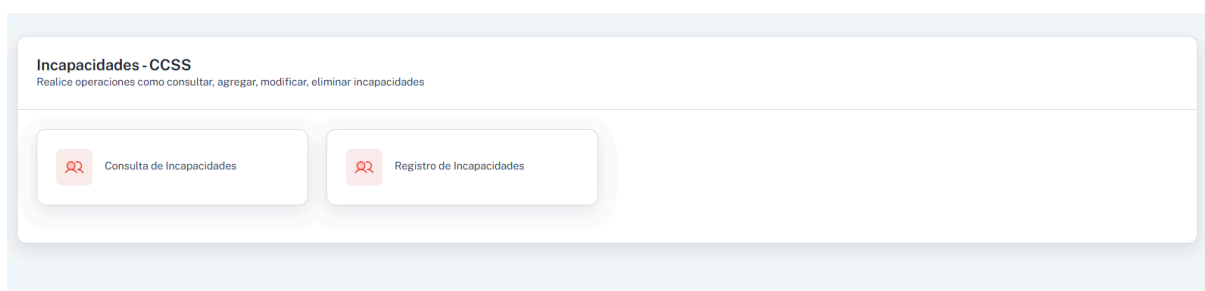 Incapacidades - CCSS
Realice operaciones como consultar, agregar, modificar, eliminar incapacidades
Consulta de Incapacidades
Registro de Incapacidades